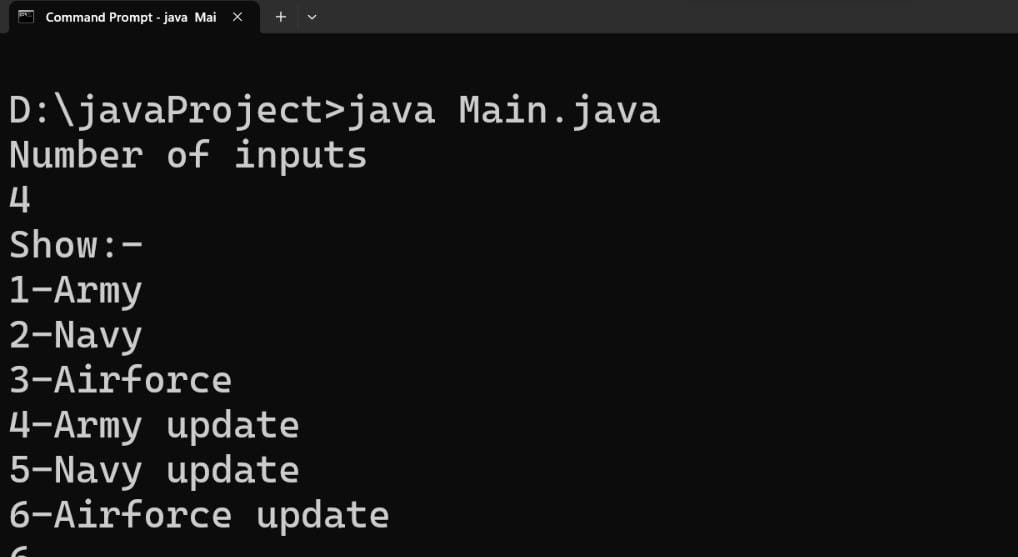 Command Prompt - java Mai
D:\javaProject>java Main.java
Number of inputs
4
Show:-
1-Army
2-Navy
3-Airforce
4-Army update
5-Navy update
6-Airforce update
6